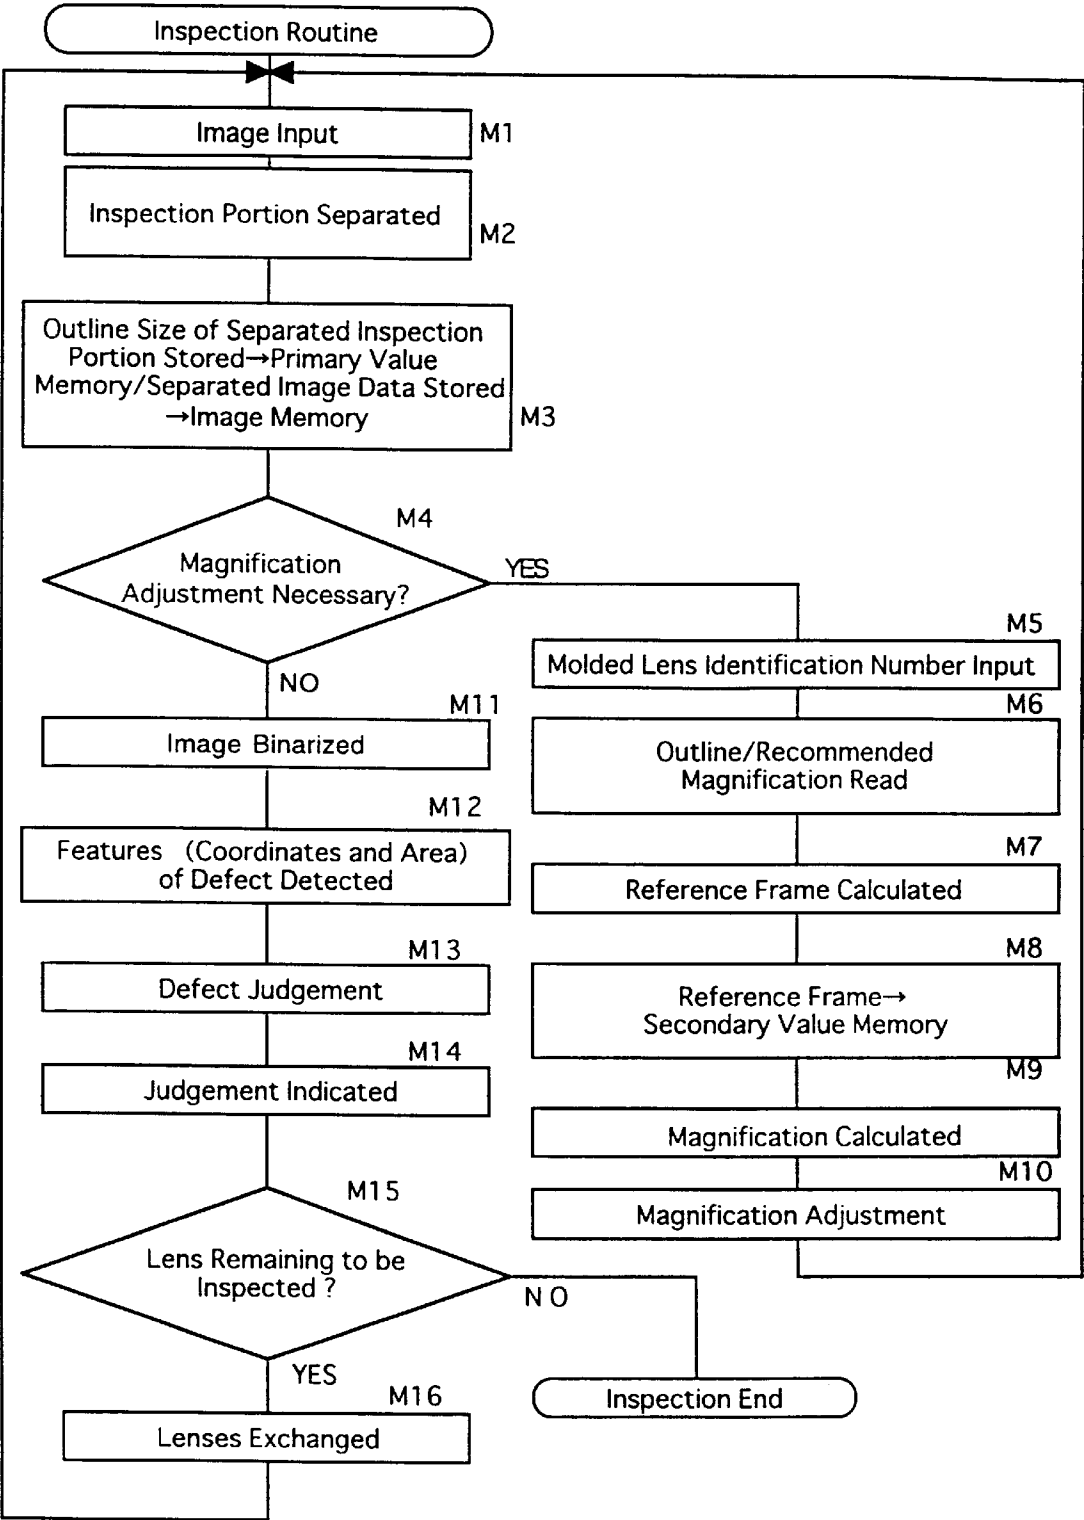 Inspection Routine
Image Input
M1
Inspection Portion Separated
M2
Outline Size of Separated Inspection
Portion Stored→Primary Value
Memory/Separated Image Data Stored
→Image Memory
M3
M4
Magnification
Adjustment Necessary?
YES
NO
M5
Molded Lens Identification Number Input
M6
Outline/Recommended
Magnification Read
M7
Reference Frame Calculated
M8
Reference Frame→
Secondary Value Memory
M9
Magnification Calculated
M10
Magnification Adjustment
M11
Image Binarized
M12
Features (Coordinates and Area)
of Defect Detected
M13
Defect Judgement
M14
Judgement Indicated
M15
Lens Remaining to be
Inspected ?
NO
YES
Inspection End
M16
Lenses Exchanged